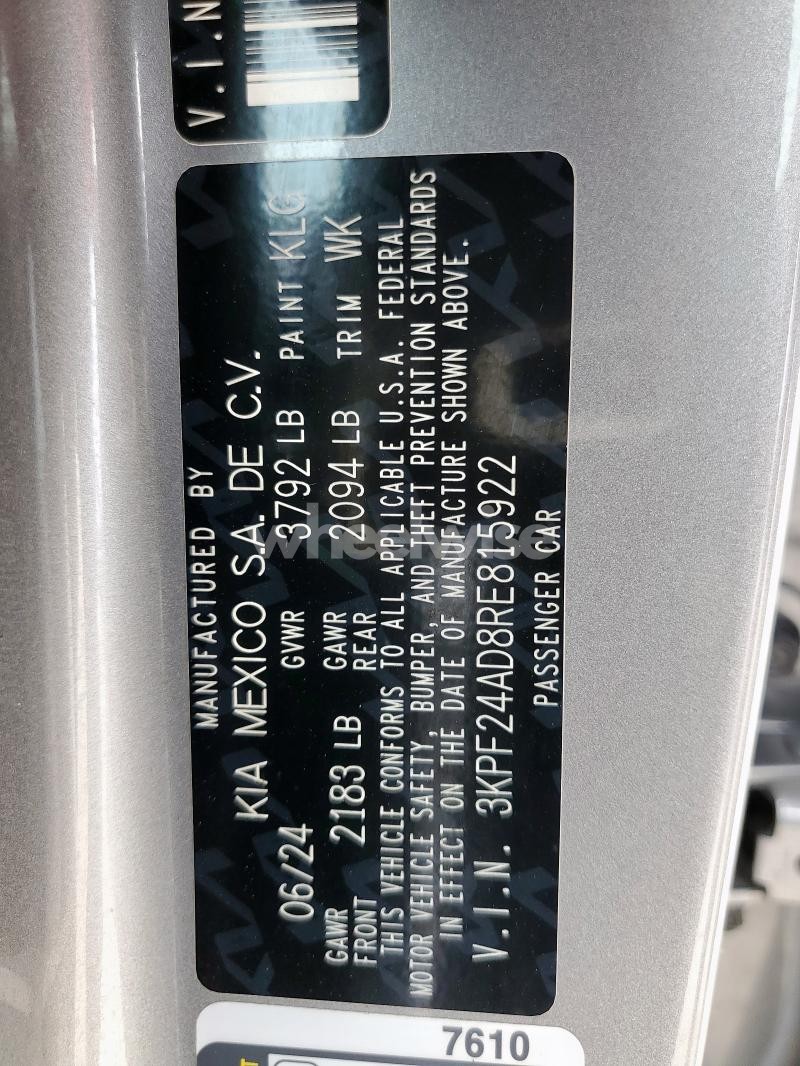 V.I.N
MANUFACTURED BY
KIA MEXICO S.A. DE C.V.
06/24 GVWR 3792 LB PAINT KLG
GAWR FRONT 2183 LB GAWR REAR 2094 LB TRIM WK
THIS VEHICLE CONFORMS TO ALL APPLICABLE U.S.A. FEDERAL
MOTOR VEHICLE SAFETY, BUMPER, AND THEFT PREVENTION STANDARDS
IN EFFECT ON THE DATE OF MANUFACTURE SHOWN ABOVE.
V.I.N. 3KPF24AD8RE815922
PASSENGER CAR
7610
wheelwise